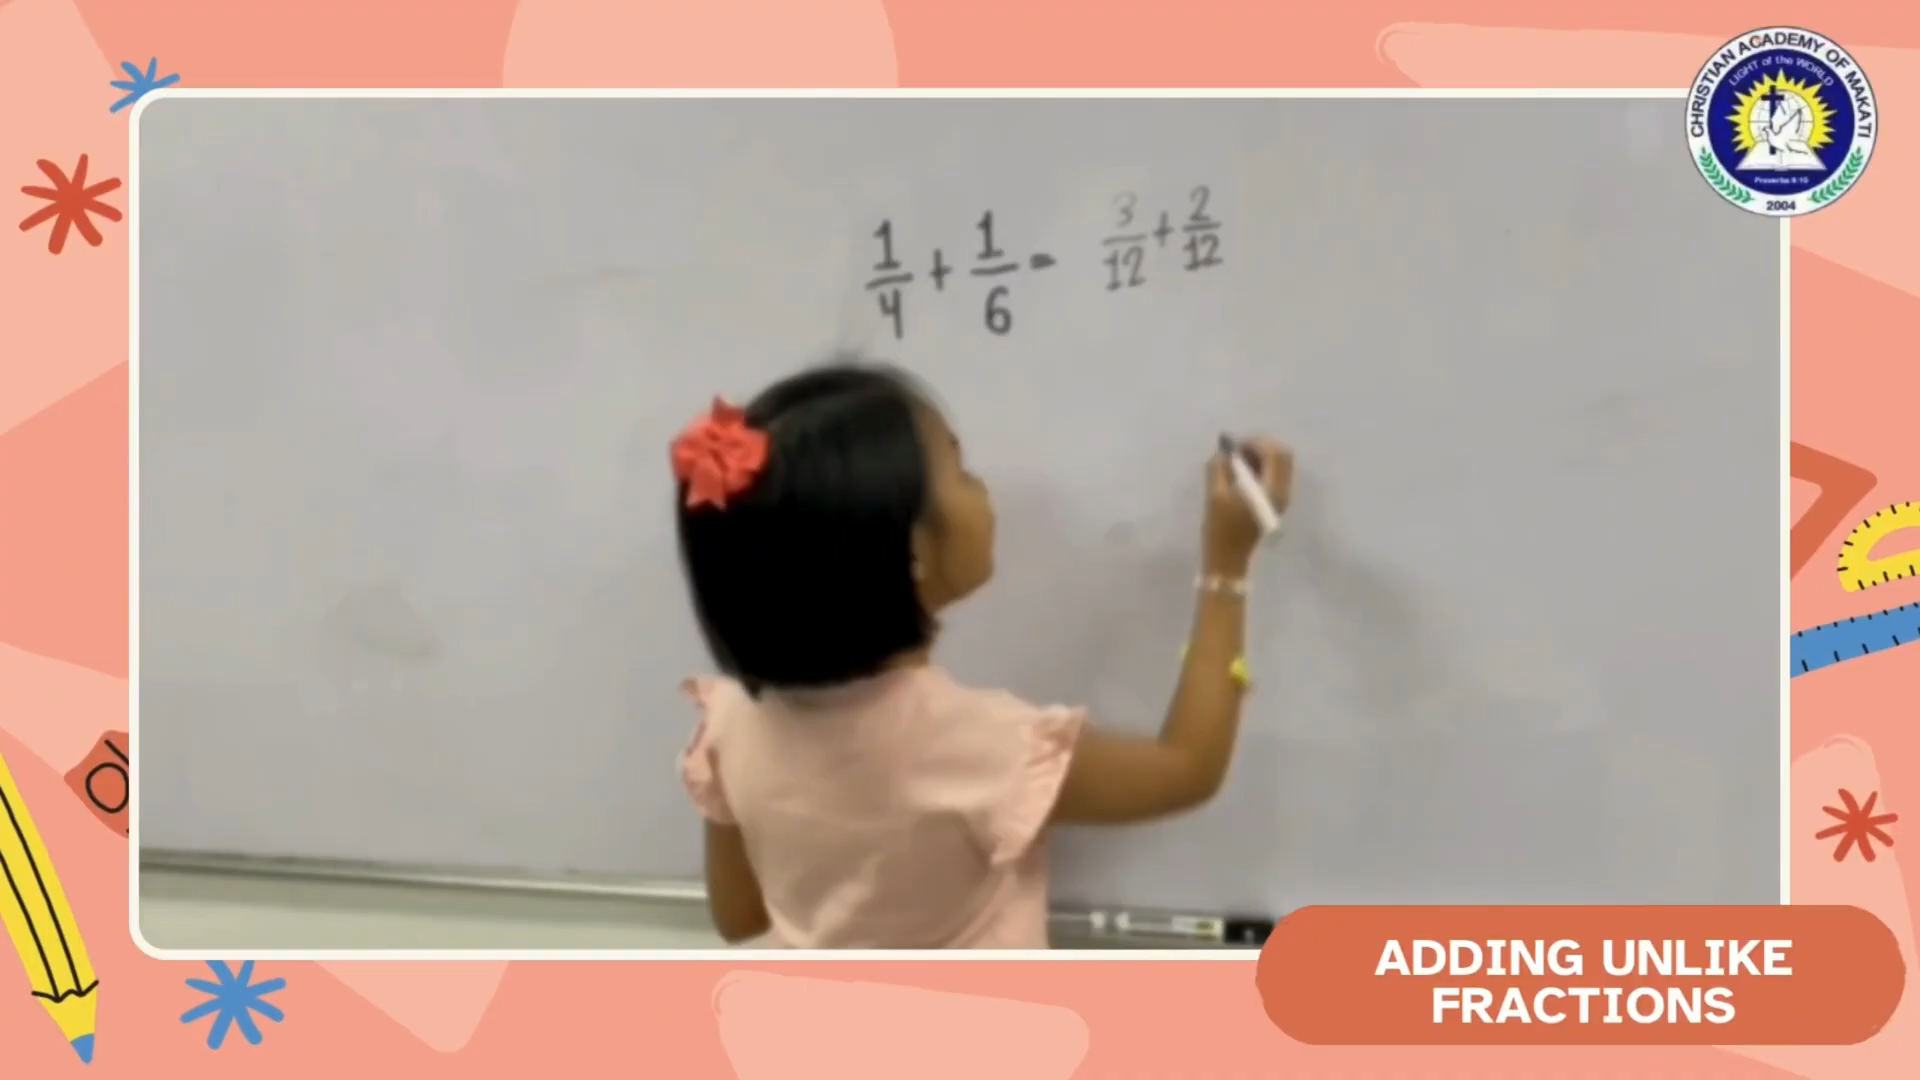 CHRISTIAN ACADEMY OF MAKATI
LIGHT of the WORLD
2004
1/4 + 1/6 = 3/12 + 2/12
ADDING UNLIKE
FRACTIONS